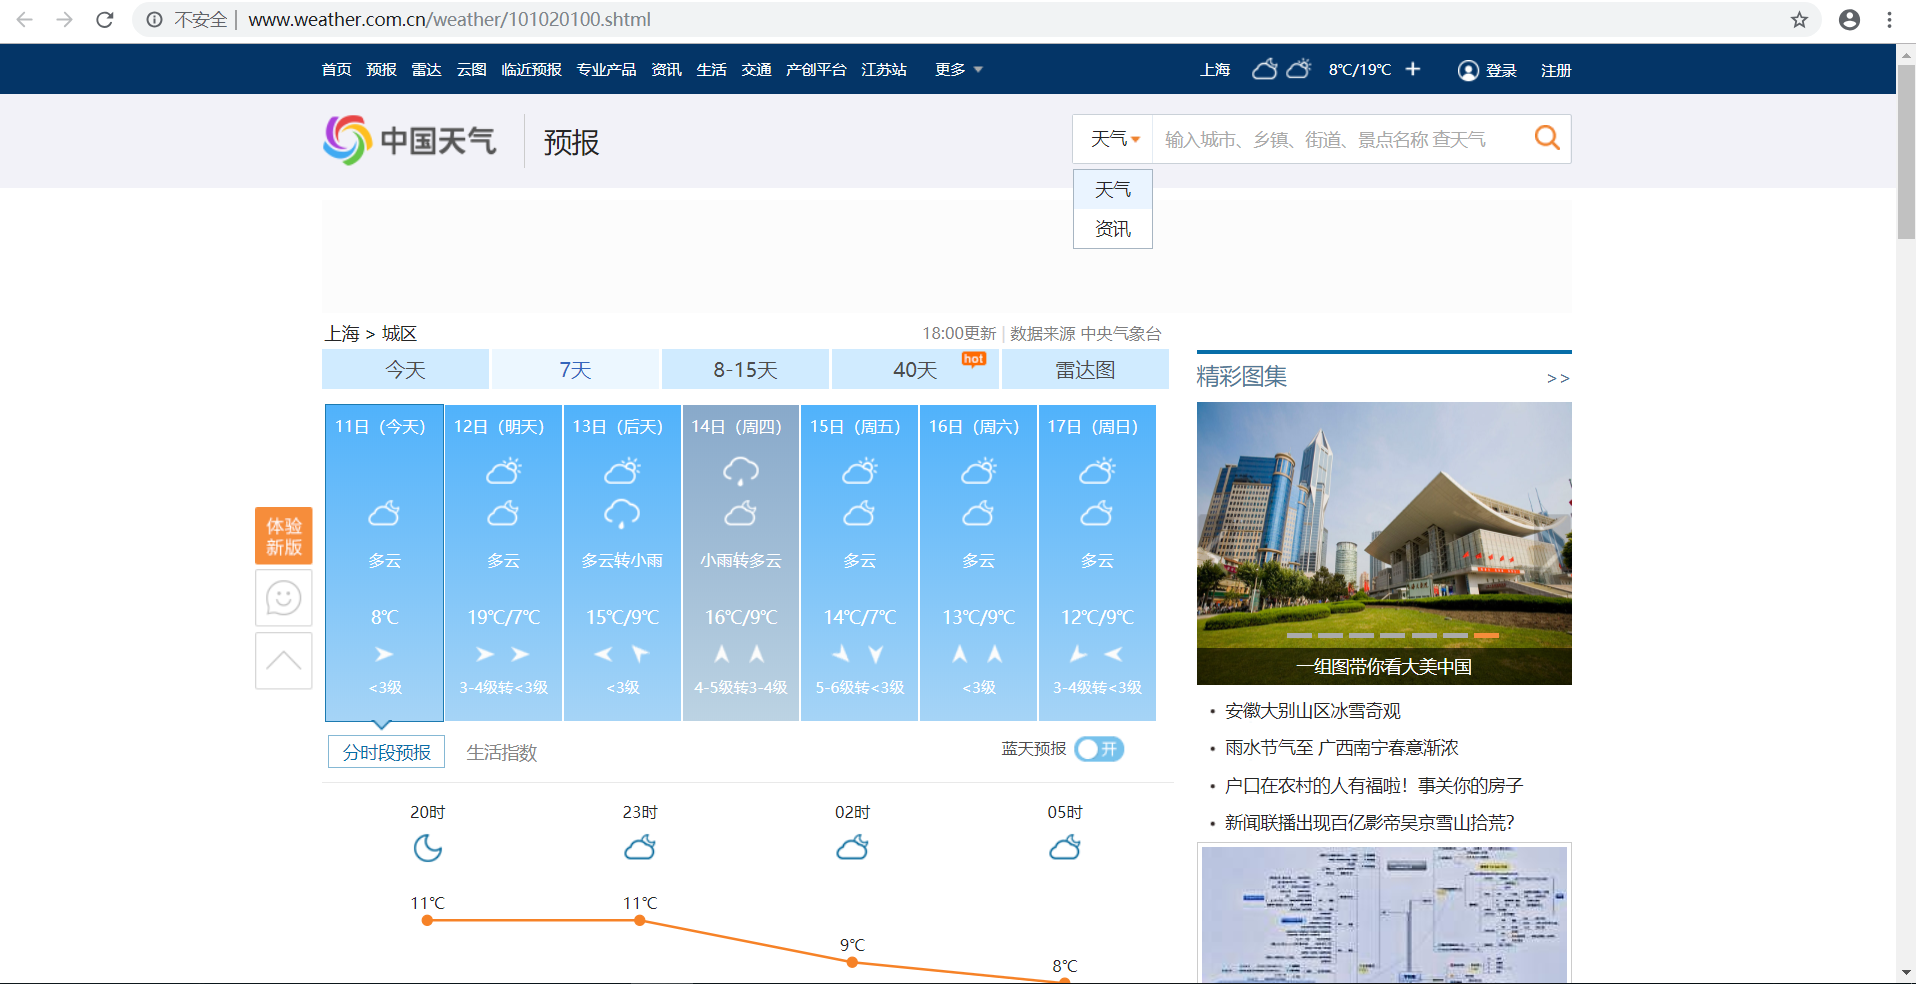 不安全 | www.weather.com.cn/weather/101020100.shtml
首页 预报 雷达 云图 临近预报 专业产品 资讯 生活 交通 产创平台 江苏站 更多
上海 8℃/19℃ + 登录 注册
中国天气 预报
天气 输入城市、乡镇、街道、景点名称 查天气
天气
资讯
上海 > 城区
18:00更新 | 数据来源 中央气象台
今天 7天 8-15天 40天 hot 雷达图
11日（今天） 12日（明天） 13日（后天） 14日（周四） 15日（周五） 16日（周六） 17日（周日）
多云 多云 多云转小雨 小雨转多云 多云 多云 多云
8℃ 19℃/7℃ 15℃/9℃ 16℃/9℃ 14℃/7℃ 13℃/9℃ 12℃/9℃
<3级 3-4级转<3级 <3级 4-5级转3-4级 5-6级转<3级 <3级 3-4级转<3级
体验
新版
分时段预报 生活指数
蓝天预报 开
20时 23时 02时 05时
11℃ 11℃
9℃
8℃
精彩图集 >>
一组图带你看大美中国
安徽大别山区冰雪奇观
雨水节气至 广西南宁春意渐浓
户口在农村的人有福啦！事关你的房子
新闻联播出现百亿影帝吴京雪山拾荒？